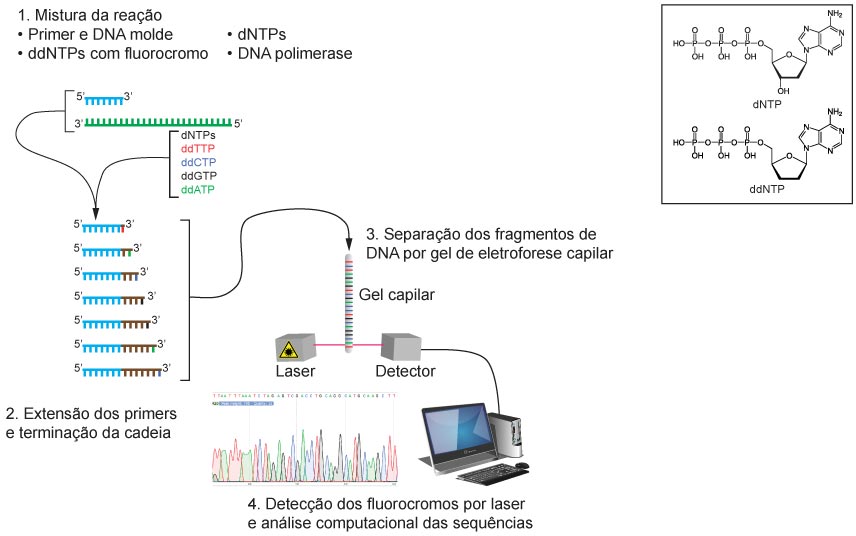 1. Mistura da reação
• Primer e DNA molde • dNTPs
• ddNTPs com fluorocromo • DNA polimerase
5' 3'
3' 5'
dNTPs
ddTTP
ddCTP
ddGTP
ddATP
5' 3'
5' 3'
5' 3'
5' 3'
5' 3'
5' 3'
5' 3'
2. Extensão dos primers
e terminação da cadeia
3. Separação dos fragmentos de
DNA por gel de eletroforese capilar
Gel capilar
Laser
Detector
4. Detecção dos fluorocromos por laser
e análise computacional das sequências
NH₂
N
N
N
N
HO P O P O P O
O O O
OH OH OH
O
OH
dNTP
NH₂
N
N
N
N
HO P O P O P O
O O O
OH OH OH
O
ddNTP